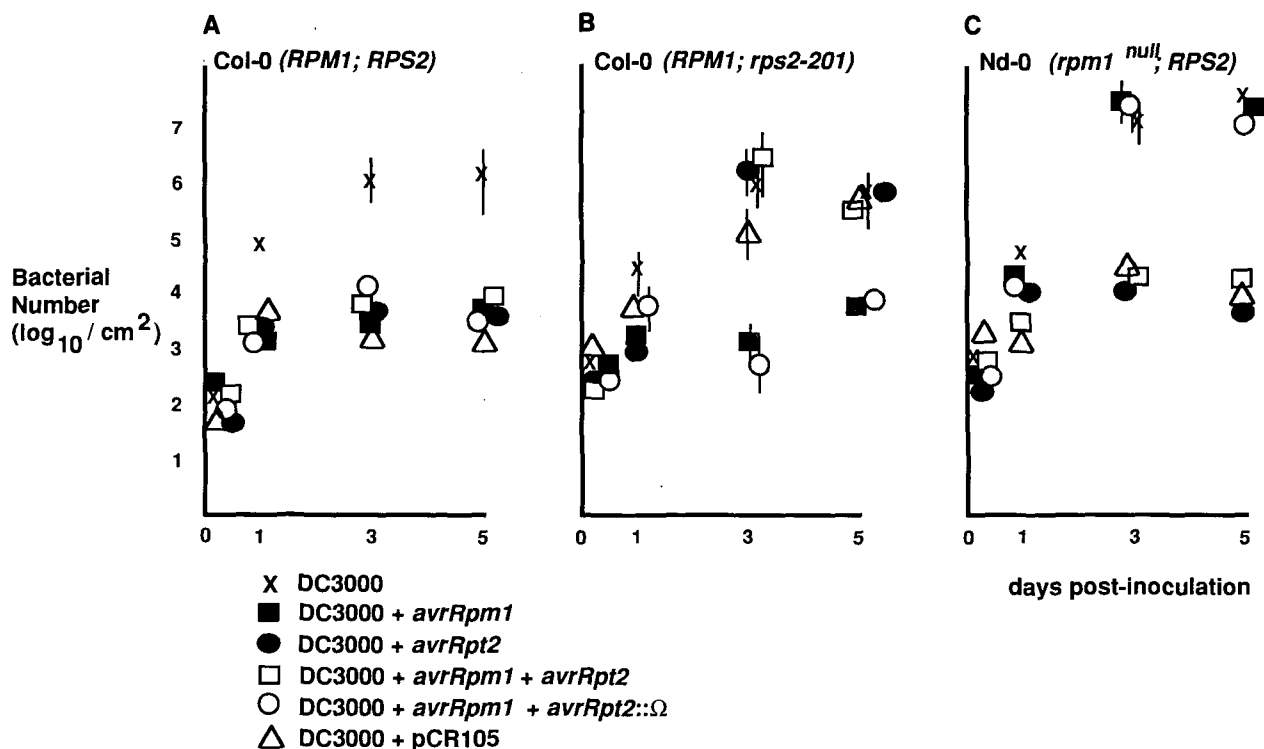 A
Col-0 (RPM1; RPS2)
B
Col-0 (RPM1; rps2-201)
C
Nd-0 (rpm1 null; RPS2)
7
6
5
4
3
2
1
Bacterial
Number
(log10/ cm2)
0 1 3 5
0 1 3 5
0 1 3 5
days post-inoculation
X DC3000
DC3000 + avrRpm1
DC3000 + avrRpt2
DC3000 + avrRpm1 + avrRpt2
DC3000 + avrRpm1 + avrRpt2::Ω
DC3000 + pCR105